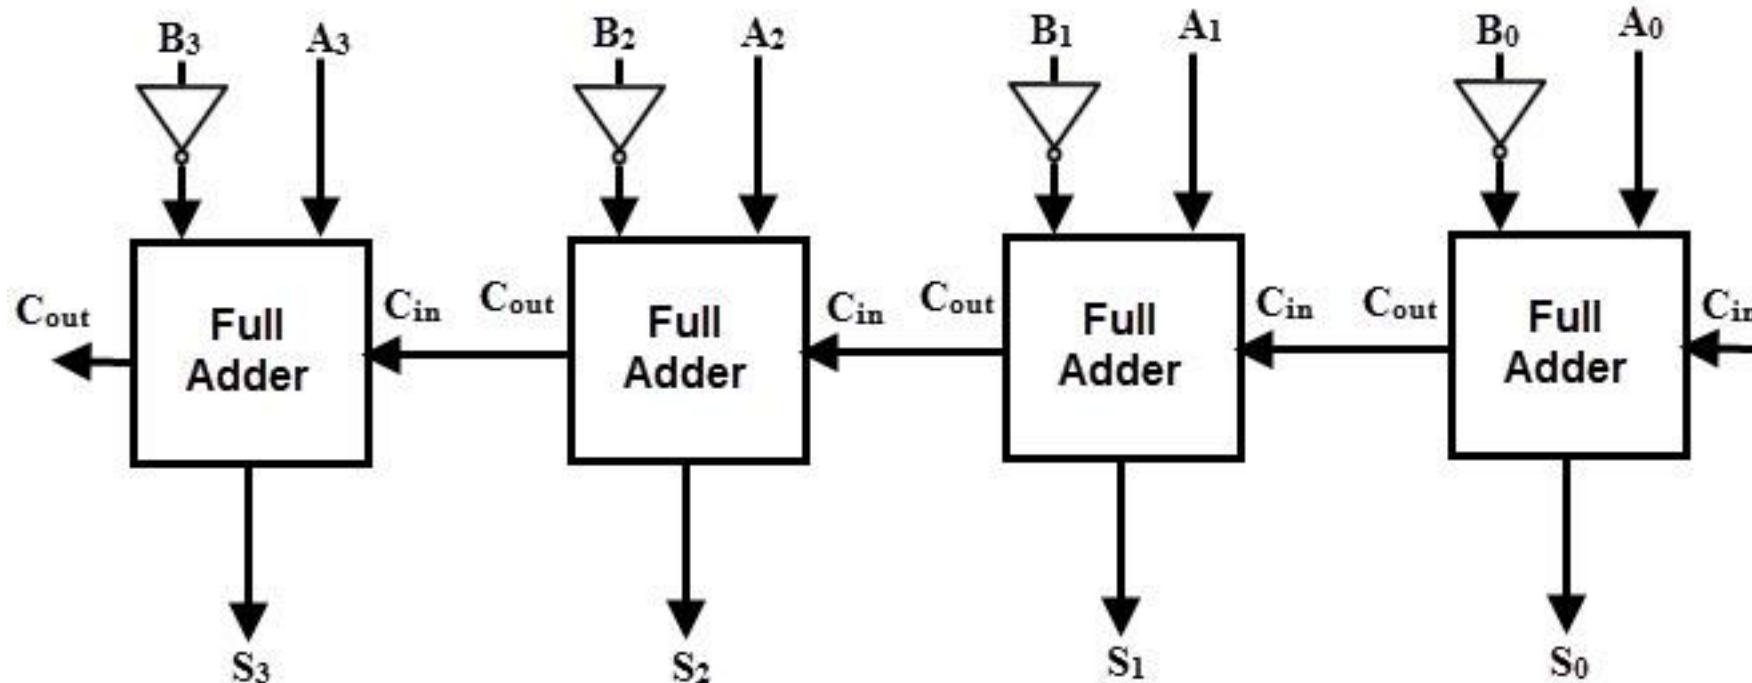 B3 A3 B2 A2 B1 A1 B0 A0
Cout Full Adder Cin Cout Full Adder Cin Cout Full Adder Cin Cout Full Adder Cin
S3 S2 S1 S0